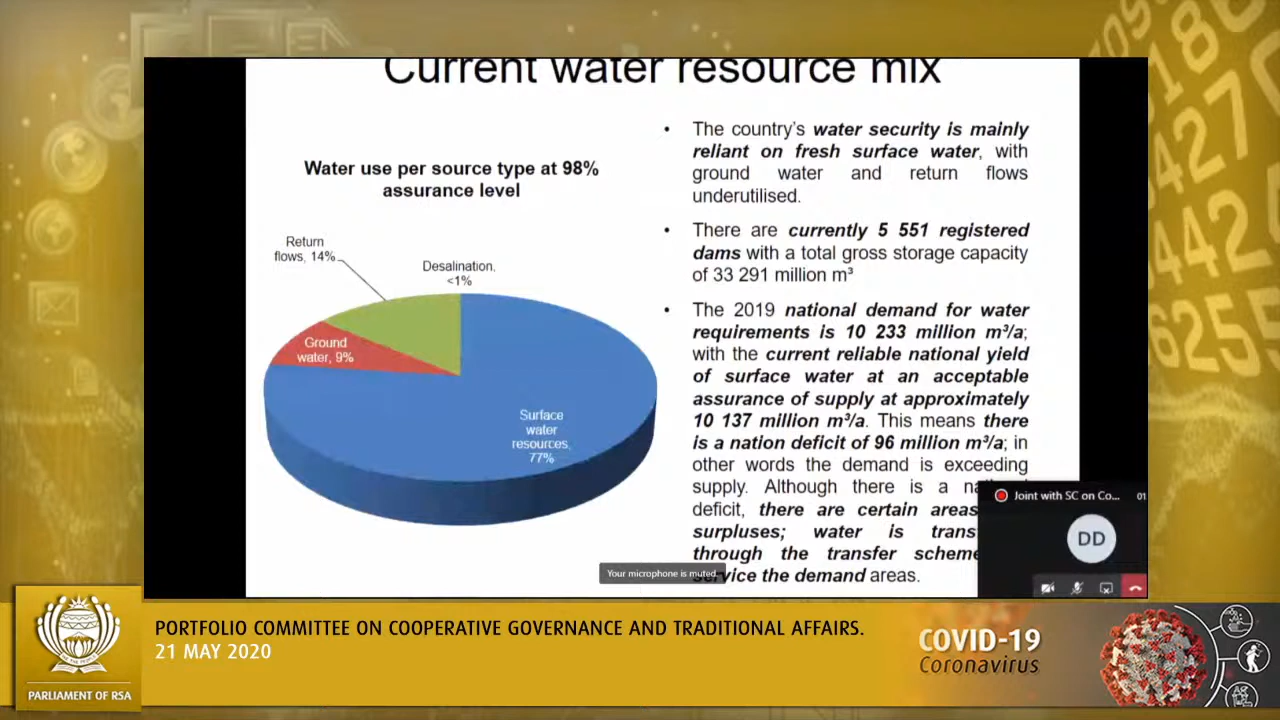 Current water resource mix
Water use per source type at 98%
assurance level
Return
flows, 14%
Desalination,
<1%
Ground
water, 9%
Surface
water
resources,
77%
• The country's water security is mainly
reliant on fresh surface water, with
ground water and return flows
underutilised.
• There are currently 5 551 registered
dams with a total gross storage capacity
of 33 291 million m³
• The 2019 national demand for water
requirements is 10 233 million m³/a;
with the current reliable national yield
of surface water at an acceptable
assurance of supply at approximately
10 137 million m³/a. This means there
is a nation deficit of 96 million m³/a; in
other words the demand is exceeding
supply. Although there is a
deficit, there are certain areas
surpluses; water is
through the transfer
the demand areas.
Your microphone is muted.
Joint with SC on Co... 01
DD
PARLIAMENT OF RSA
PORTFOLIO COMMITTEE ON COOPERATIVE GOVERNANCE AND TRADITIONAL AFFAIRS.
21 MAY 2020
COVID-19
Coronavirus